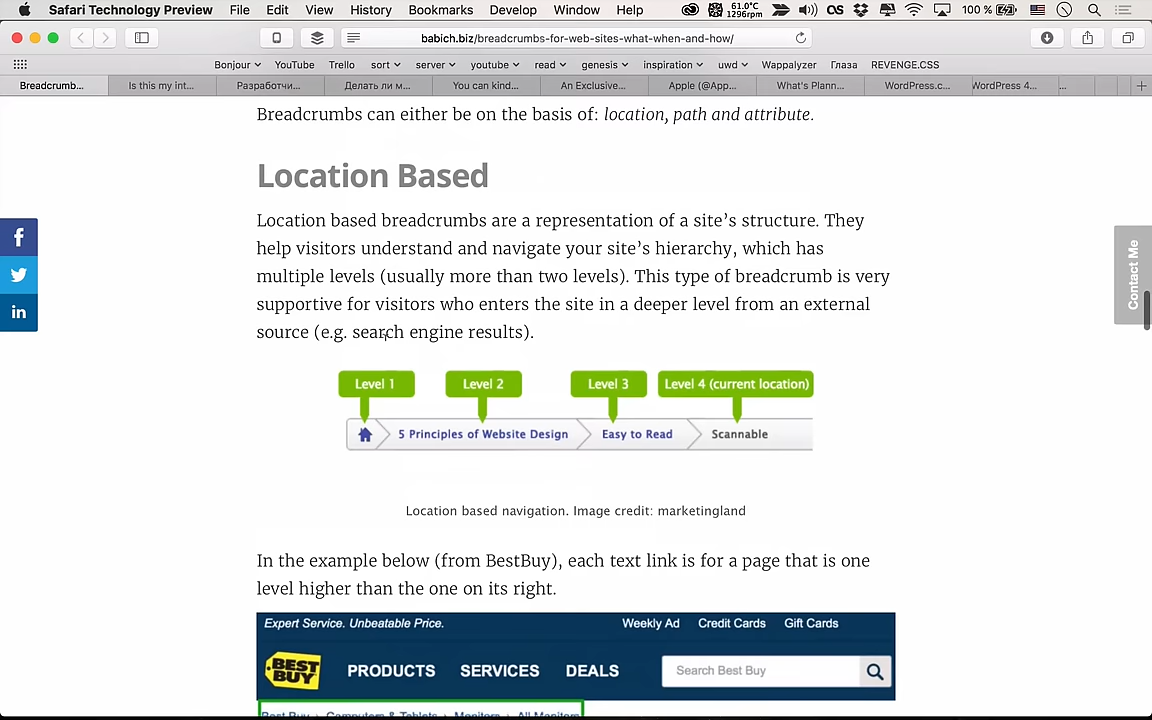 Safari Technology Preview File Edit View History Bookmarks Develop Window Help 61.0°C 1296rpm 100 %
babich.biz/breadcrumbs-for-web-sites-what-when-and-how/
Bonjour YouTube Trello sort server youtube read genesis inspiration uwd Wappalyzer Глаза REVENGE.CSS
Breadcrumb... Is this my int... Разработчи... Делать ли м... You can kind... An Exclusive... Apple (@App... What's Plann... WordPress.c... WordPress 4... ...
Breadcrumbs can either be on the basis of: location, path and attribute.
Location Based
Location based breadcrumbs are a representation of a site's structure. They
help visitors understand and navigate your site's hierarchy, which has
multiple levels (usually more than two levels). This type of breadcrumb is very
supportive for visitors who enters the site in a deeper level from an external
source (e.g. search engine results).
Level 1 Level 2 Level 3 Level 4 (current location)
5 Principles of Website Design Easy to Read Scannable
Location based navigation. Image credit: marketingland
In the example below (from BestBuy), each text link is for a page that is one
level higher than the one on its right.
Expert Service. Unbeatable Price. Weekly Ad Credit Cards Gift Cards
BEST BUY PRODUCTS SERVICES DEALS Search Best Buy
Best Buy Computers & Tablets Monitors All Monitors
Contact Me